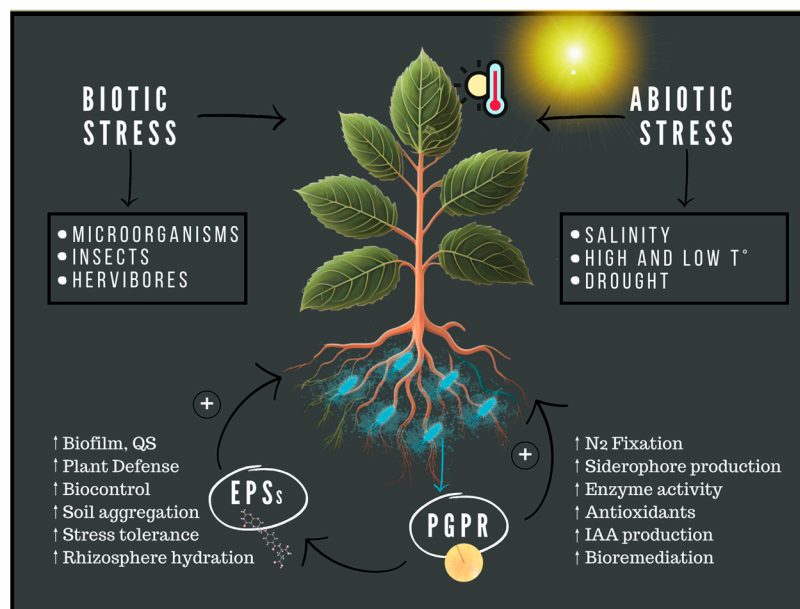 BIOTIC
STRESS
ABIOTIC
STRESS
● MICROORGANISMS
● INSECTS
● HERVIBORES
● SALINITY
● HIGH AND LOW T°
● DROUGHT
+
↑ Biofilm, QS
↑ Plant Defense
↑ Biocontrol
↑ Soil aggregation
↑ Stress tolerance
↑ Rhizosphere hydration
EPSs
PGPR
+
↑ N2 Fixation
↑ Siderophore production
↑ Enzyme activity
↑ Antioxidants
↑ IAA production
↑ Bioremediation